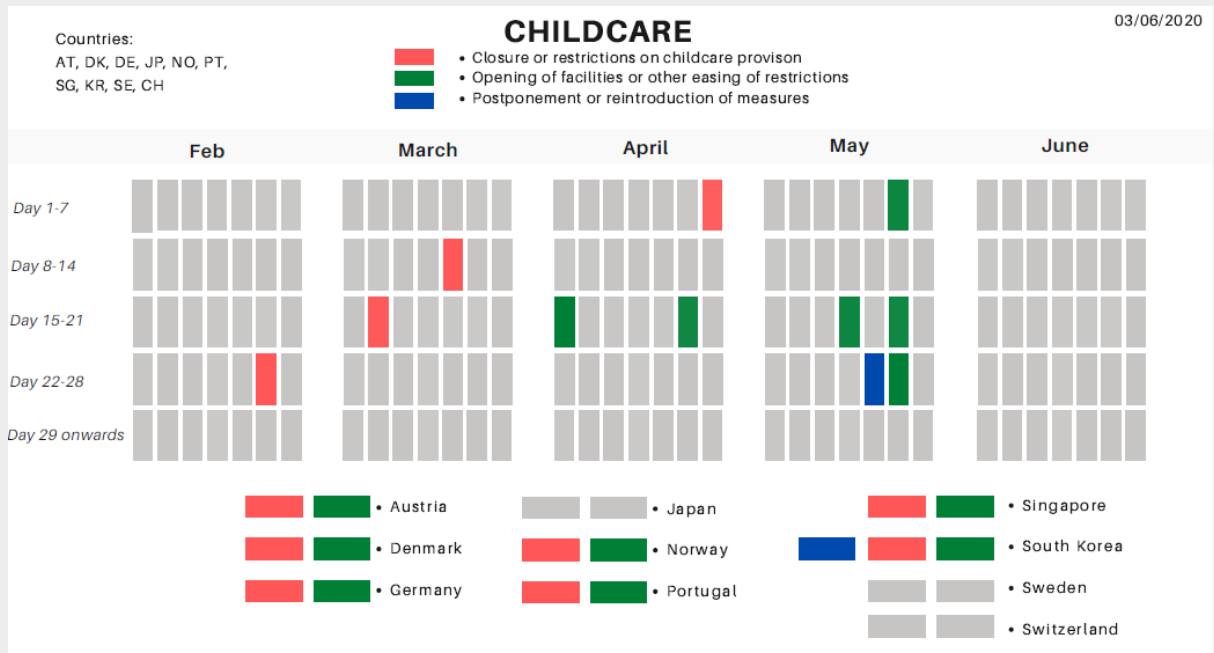 CHILDCARE
03/06/2020
Countries:
AT, DK, DE, JP, NO, PT,
SG, KR, SE, CH
• Closure or restrictions on childcare provison
• Opening of facilities or other easing of restrictions
• Postponement or reintroduction of measures
Feb March April May June
Day 1-7
Day 8-14
Day 15-21
Day 22-28
Day 29 onwards
• Austria
• Denmark
• Germany
• Japan
• Norway
• Portugal
• Singapore
• South Korea
• Sweden
• Switzerland